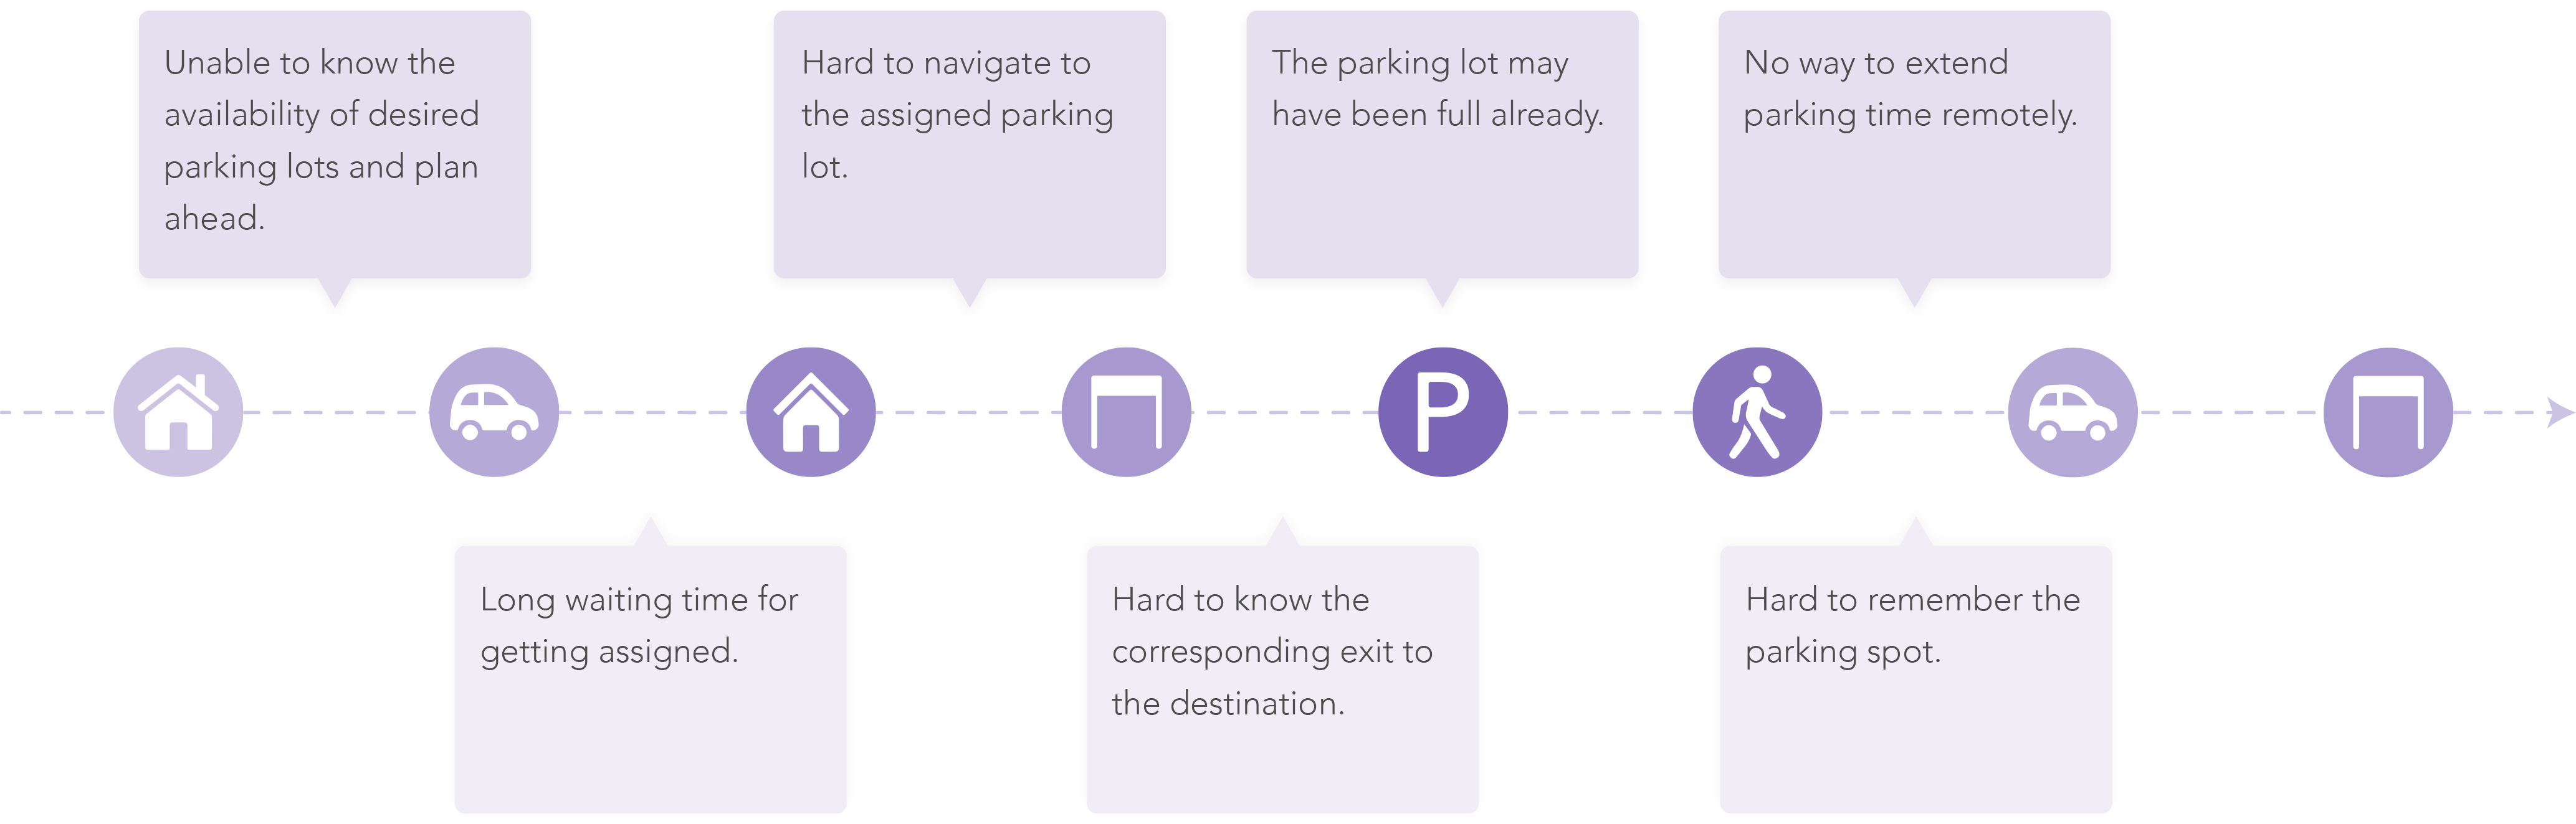 Unable to know the
availability of desired
parking lots and plan
ahead.
Hard to navigate to
the assigned parking
lot.
The parking lot may
have been full already.
No way to extend
parking time remotely.
P
Long waiting time for
getting assigned.
Hard to know the
corresponding exit to
the destination.
Hard to remember the
parking spot.